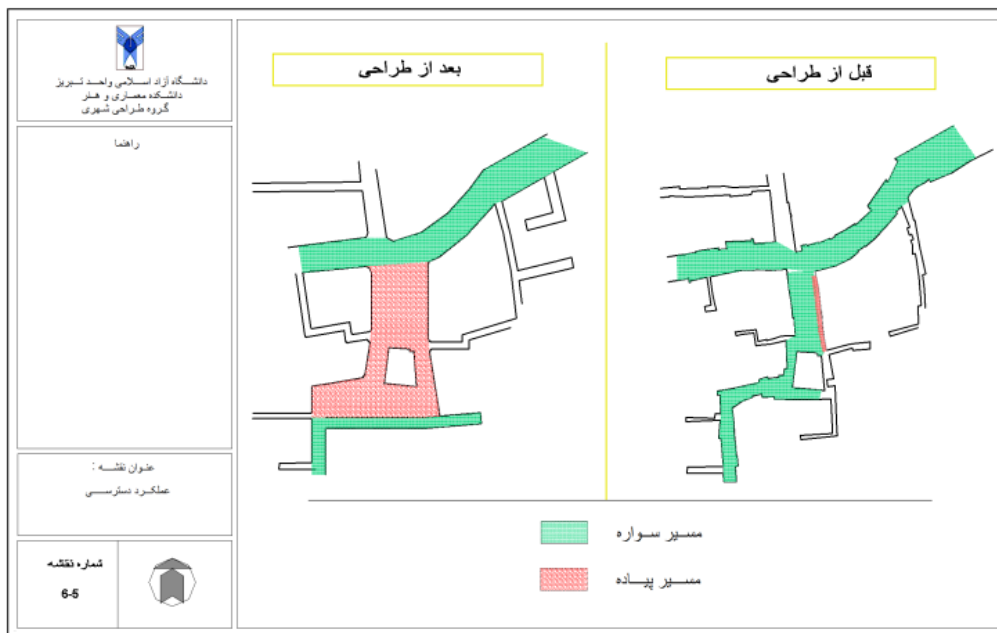 دانشگاه آزاد اسلامی واحد تبریز
دانشکده معماری و هنر
گروه طراحی شهری
راهنما
عنوان نقشه :
عملکرد دسترسی
شماره نقشه
6-5
قبل از طراحی
بعد از طراحی
مسیر سواره
مسیر پیاده